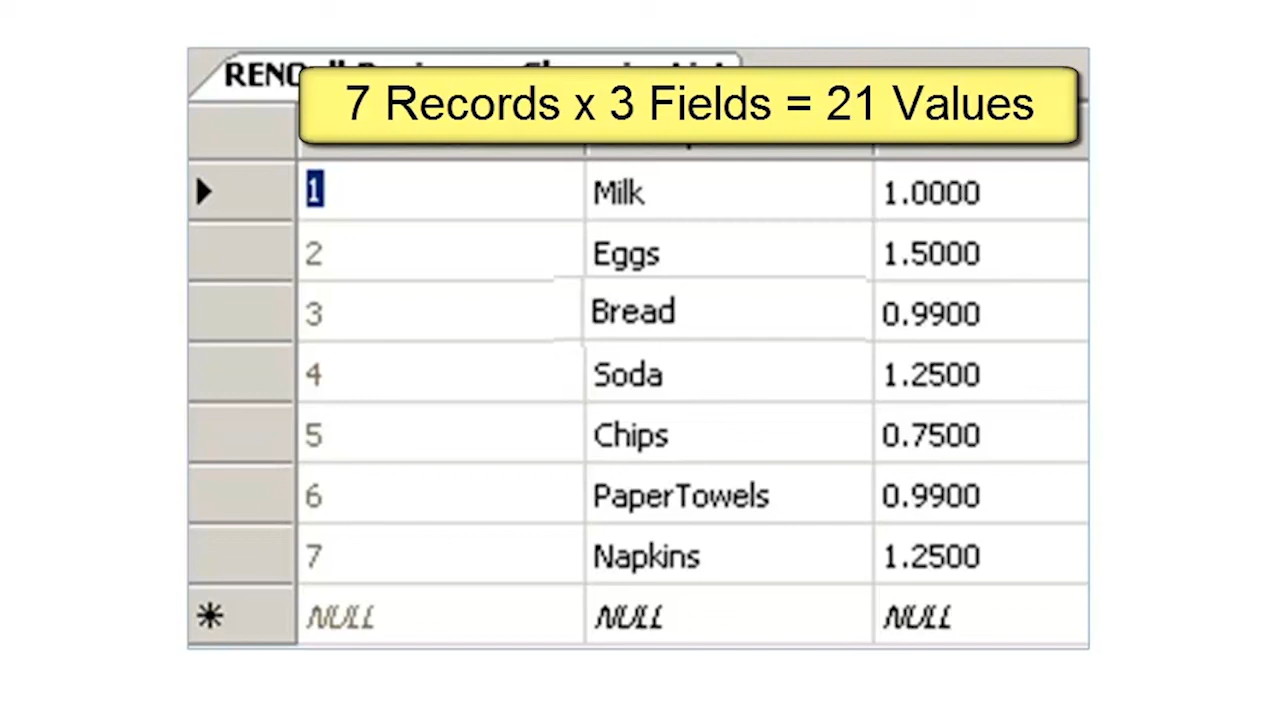 7 Records x 3 Fields = 21 Values
1 Milk 1.0000
2 Eggs 1.5000
3 Bread 0.9900
4 Soda 1.2500
5 Chips 0.7500
6 PaperTowels 0.9900
7 Napkins 1.2500
NULL NULL NULL